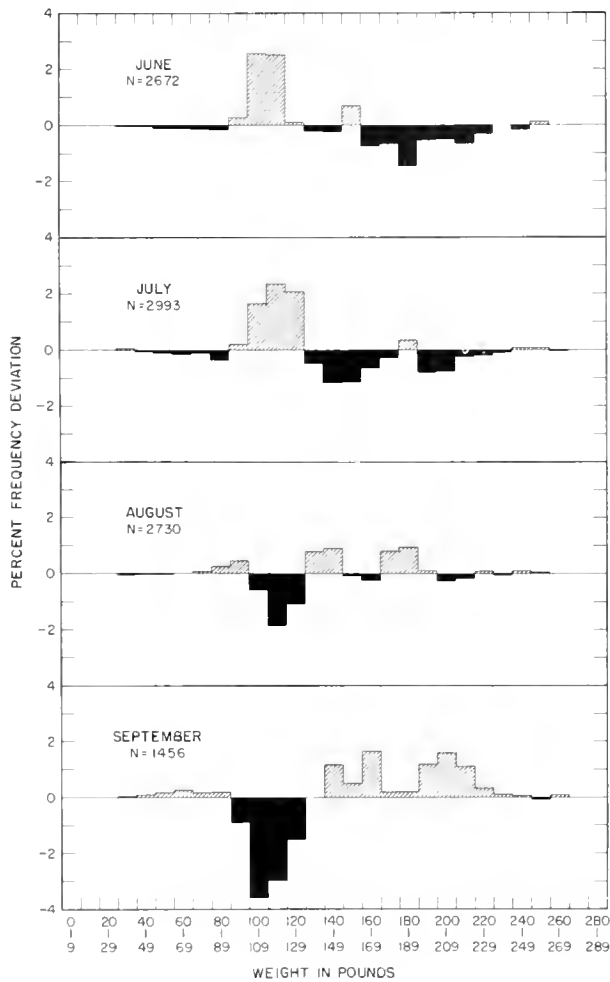 4
2
0
-2
4
JUNE
N=2672
2
0
-2
4
JULY
N=2993
2
0
-2
4
AUGUST
N=2730
2
0
-2
-4
SEPTEMBER
N=1456
PERCENT FREQUENCY DEVIATION
0 20 40 60 80 100 120 140 160 180 200 220 240 260 280
9 29 49 69 89 109 129 149 169 189 209 229 249 269 289
WEIGHT IN POUNDS